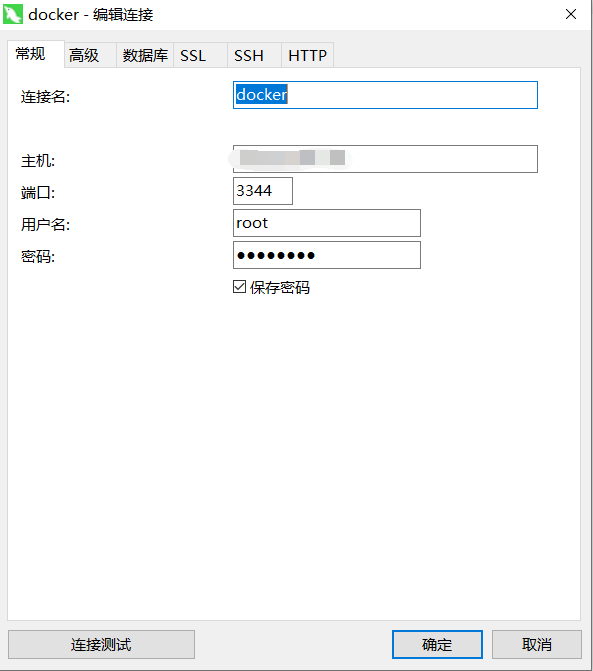 docker - 编辑连接
常规 高级 数据库 SSL SSH HTTP
连接名: docker
主机:
端口: 3344
用户名: root
密码: ●●●●●●●●
保存密码
连接测试 确定 取消